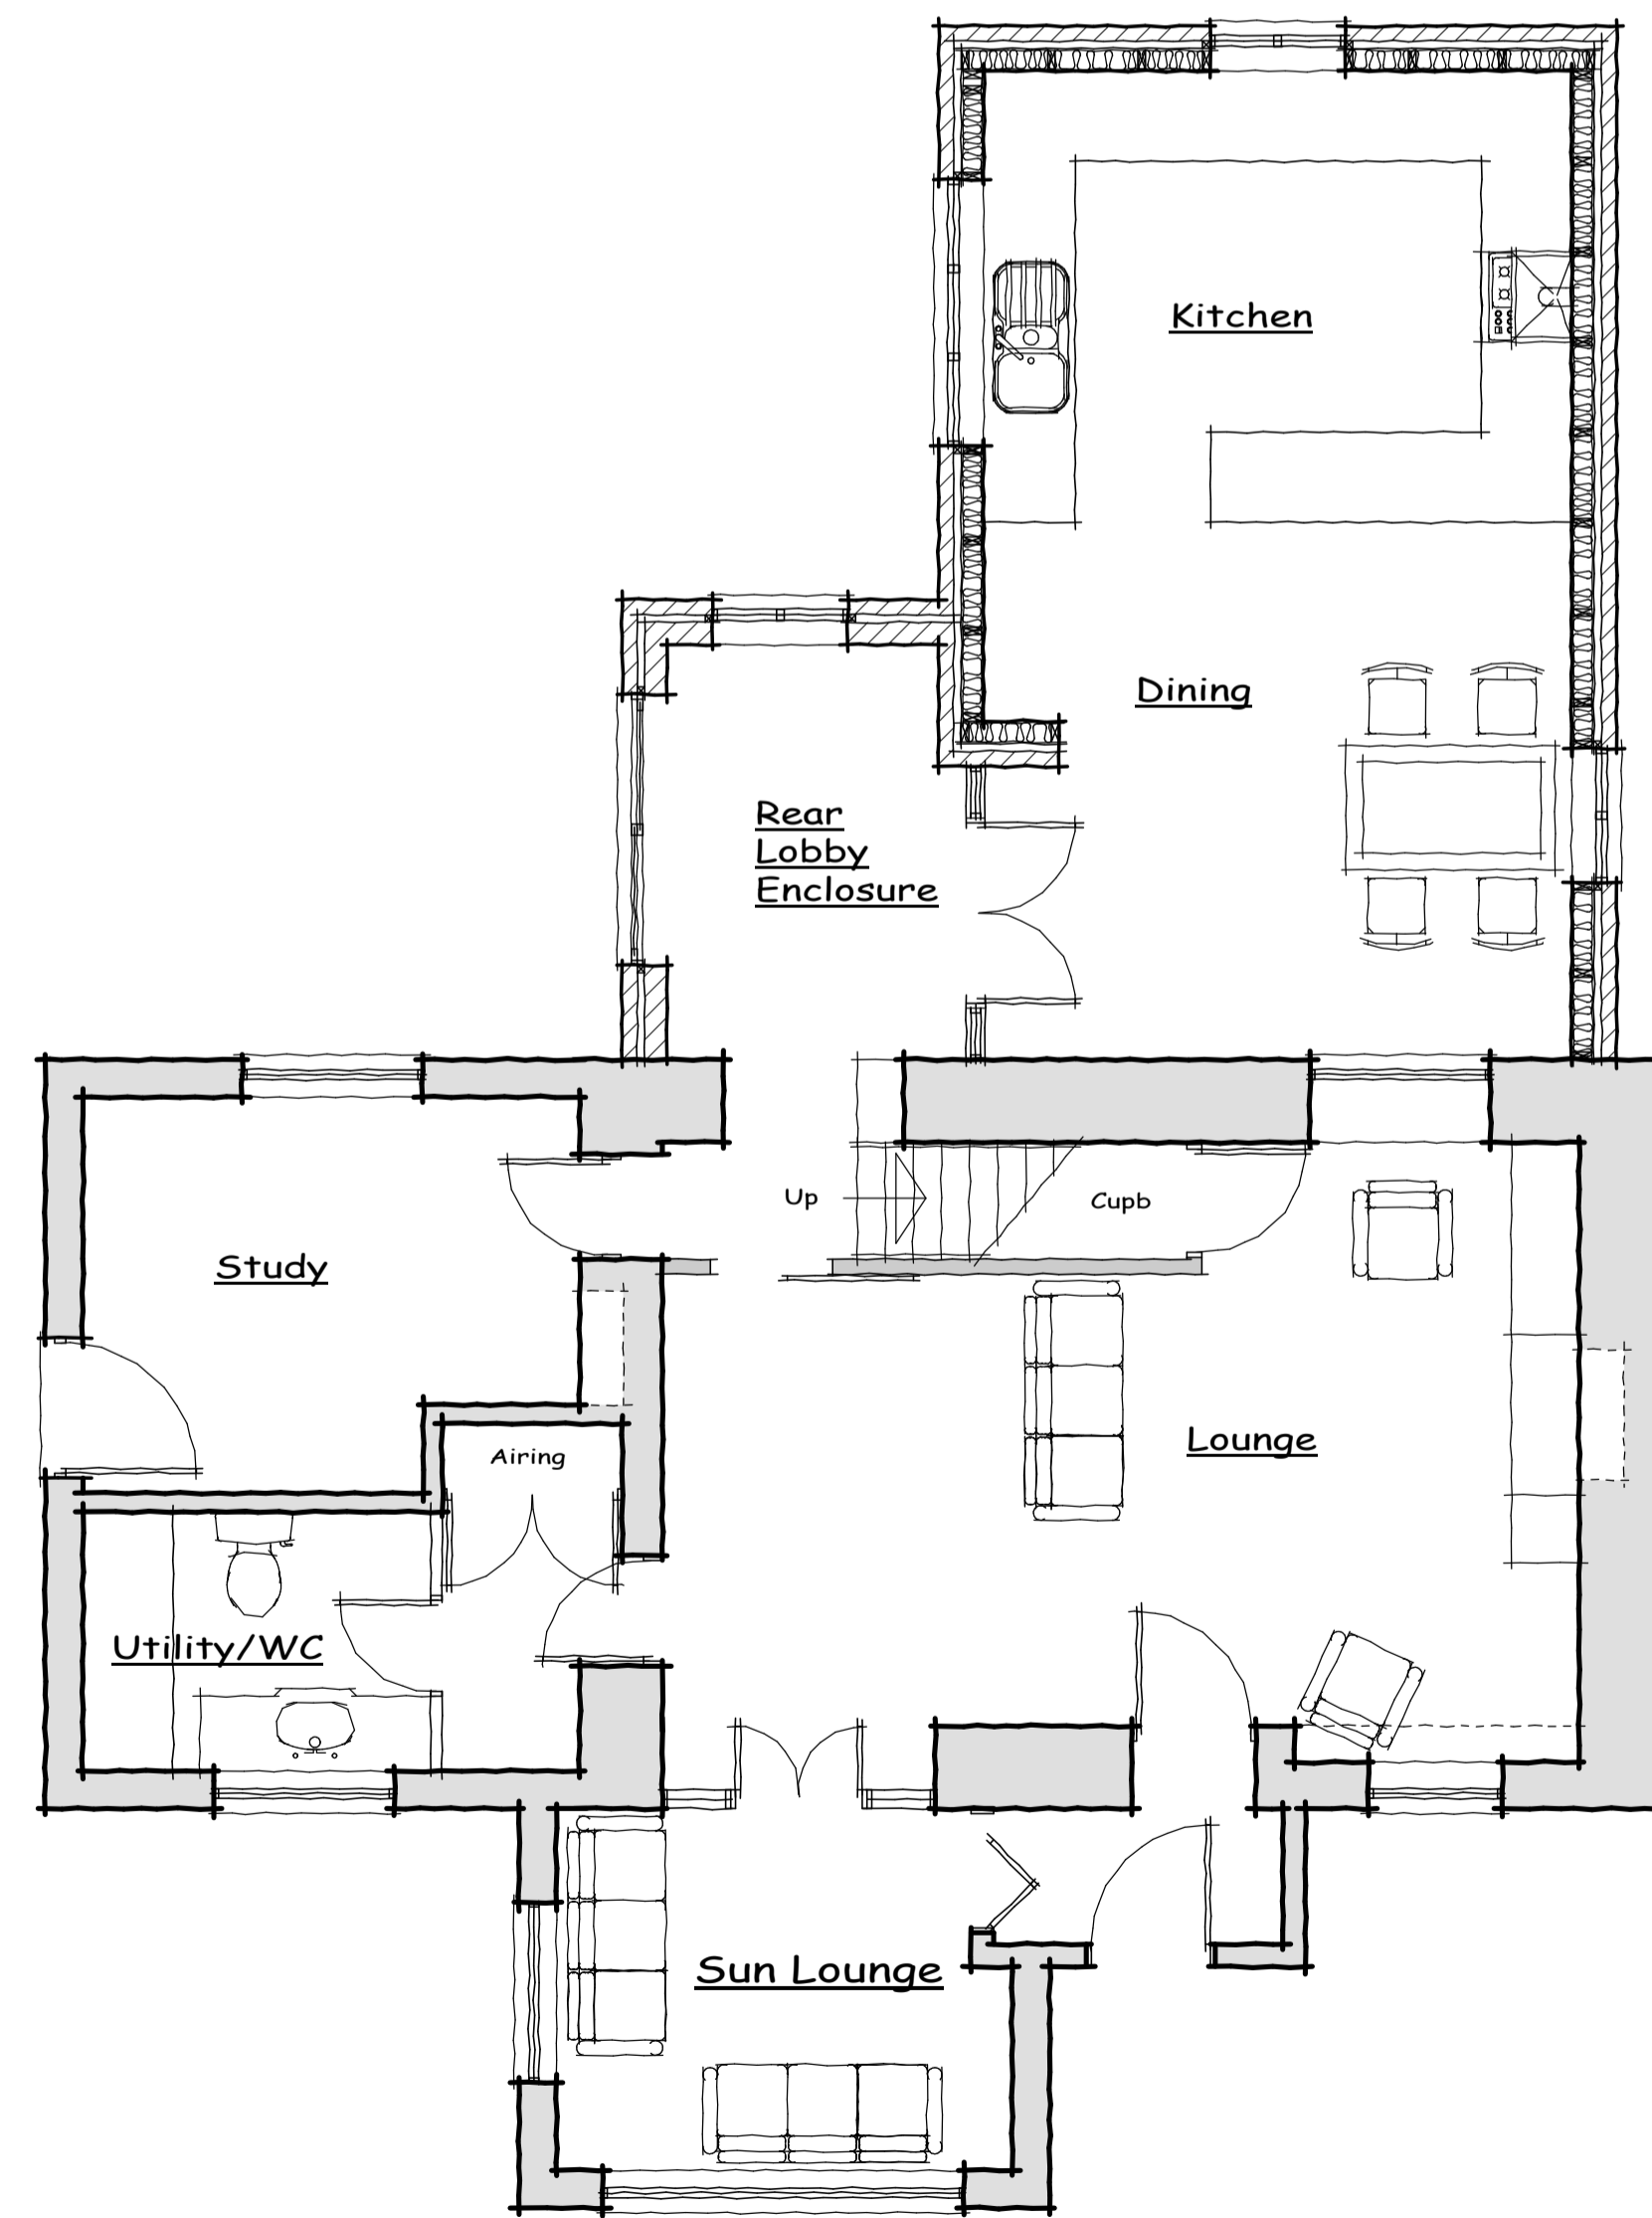 Kitchen
Dining
Rear
Lobby
Enclosure
Up
Cupb
Study
Lounge
Airing
Utility/WC
Sun Lounge